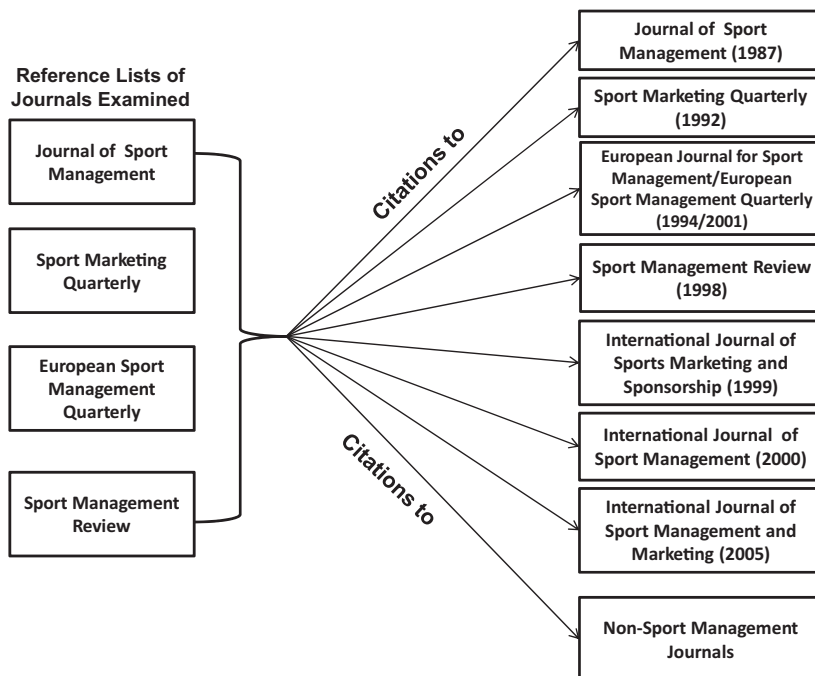 Reference Lists of
Journals Examined
Journal of Sport
Management
Sport Marketing
Quarterly
European Sport
Management
Quarterly
Sport Management
Review
Citations to
Citations to
Journal of Sport
Management (1987)
Sport Marketing Quarterly
(1992)
European Journal for Sport
Management/European
Sport Management Quarterly
(1994/2001)
Sport Management Review
(1998)
International Journal of
Sports Marketing and
Sponsorship (1999)
International Journal of
Sport Management (2000)
International Journal of
Sport Management and
Marketing (2005)
Non-Sport Management
Journals